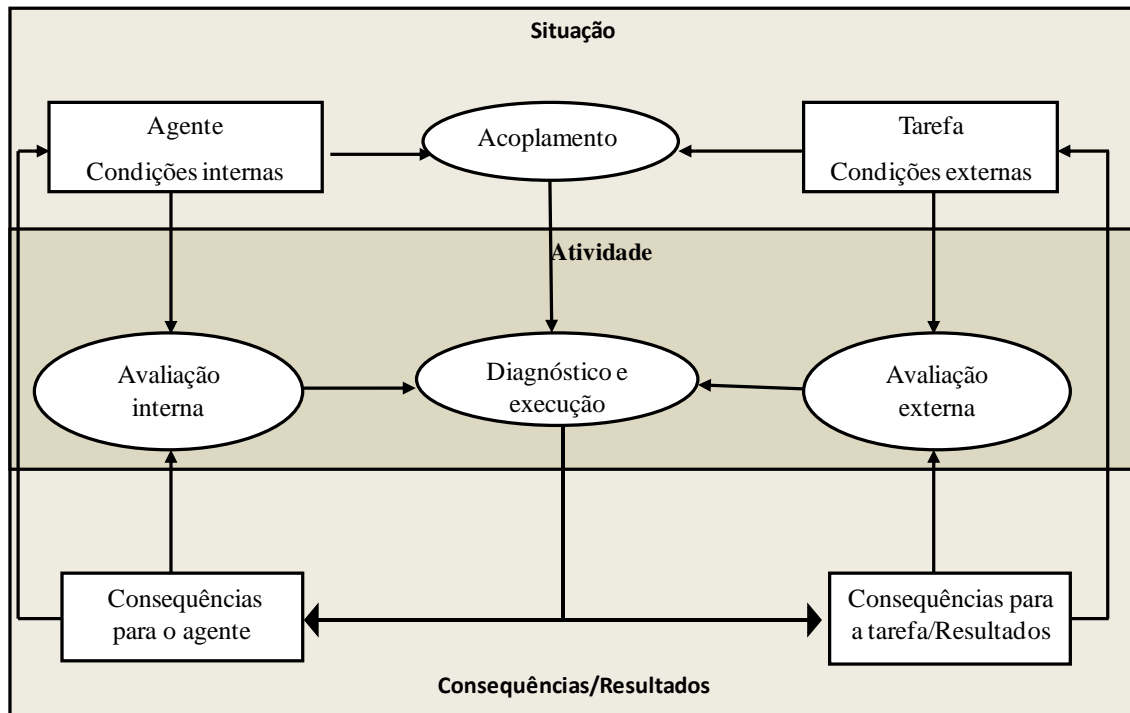 Situação
Agente
Condições internas
Acoplamento
Tarefa
Condições externas
Atividade
Avaliação
interna
Diagnóstico e
execução
Avaliação
externa
Consequências
para o agente
Consequências para
a tarefa/Resultados
Consequências/Resultados